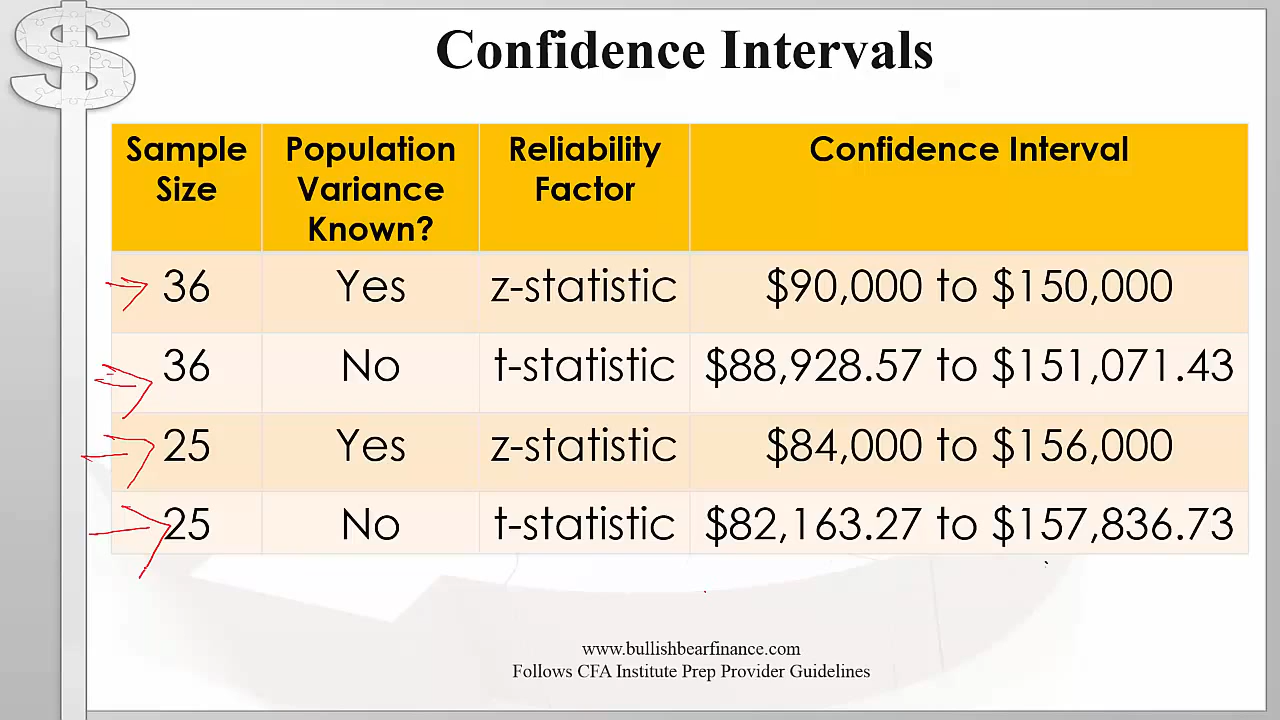 Confidence Intervals
Sample Size | Population Variance Known? | Reliability Factor | Confidence Interval
36 | Yes | z-statistic | $90,000 to $150,000
36 | No | t-statistic | $88,928.57 to $151,071.43
25 | Yes | z-statistic | $84,000 to $156,000
25 | No | t-statistic | $82,163.27 to $157,836.73
www.bullishbearfinance.com
Follows CFA Institute Prep Provider Guidelines